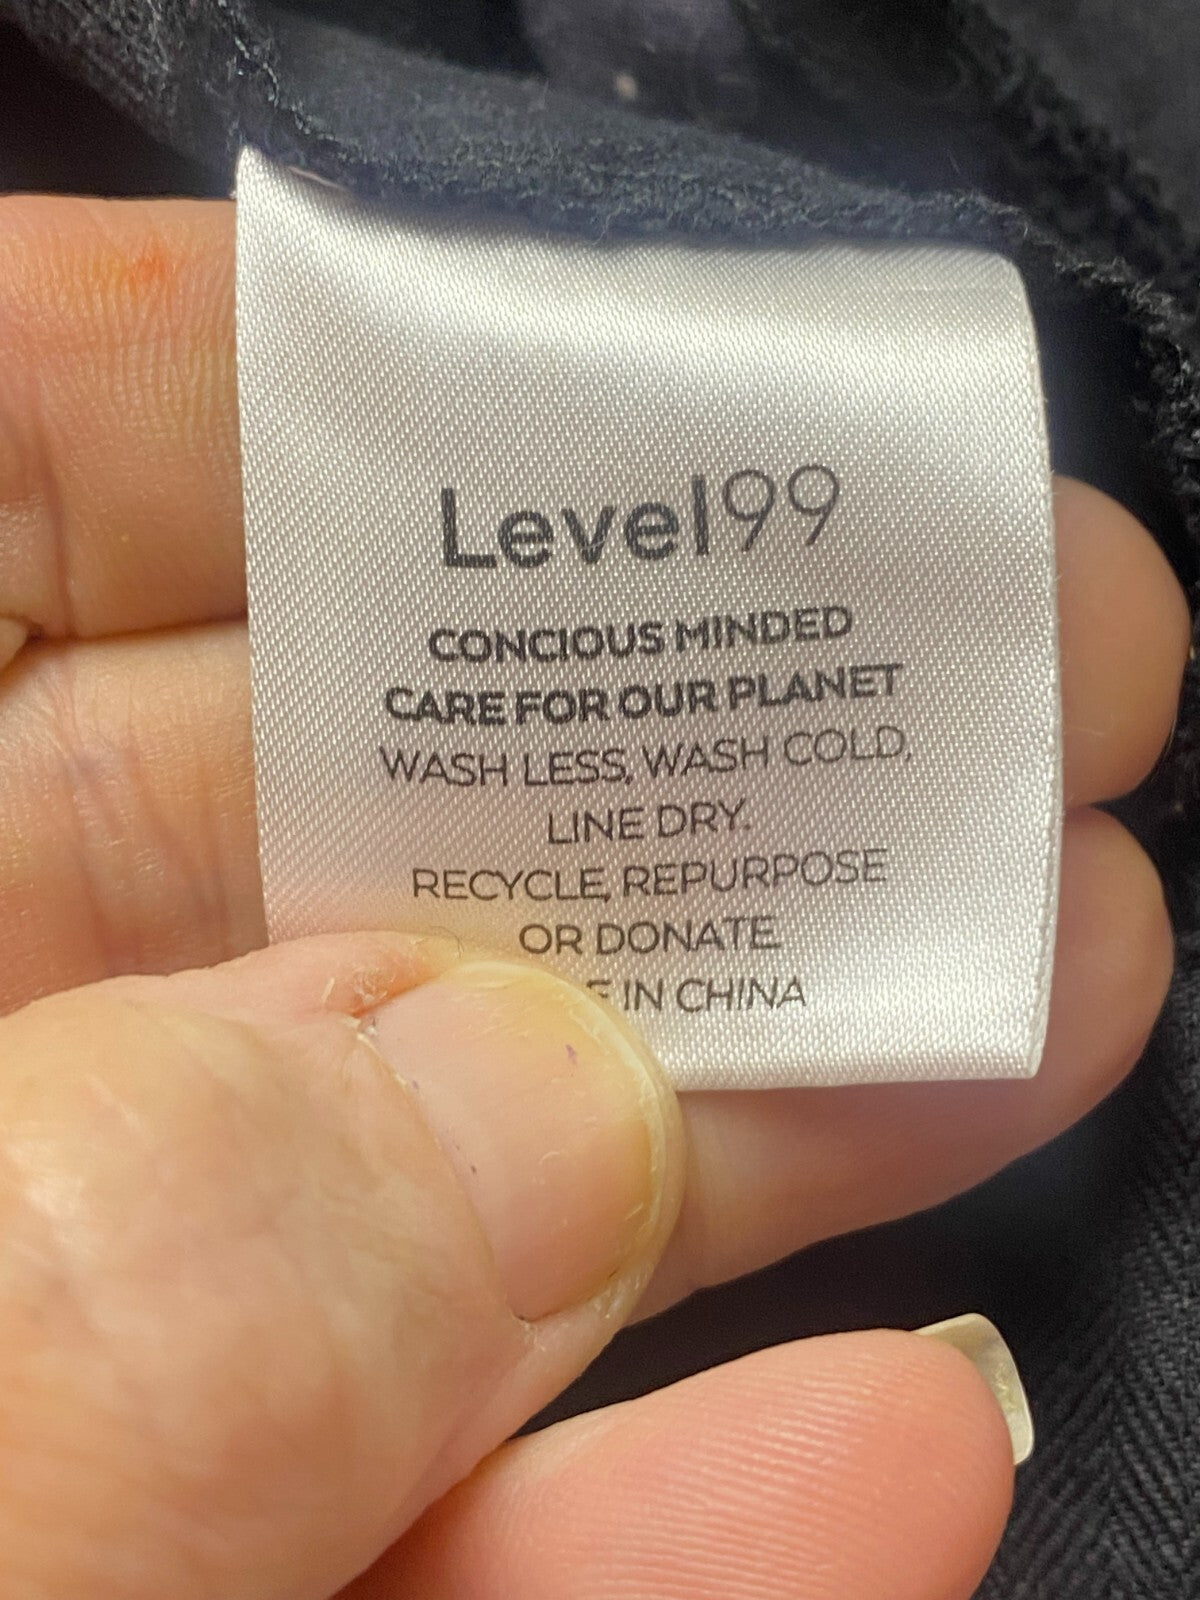 Level99
CONCIOUS MINDED
CARE FOR OUR PLANET
WASH LESS, WASH COLD,
LINE DRY.
RECYCLE, REPURPOSE
OR DONATE
IN CHINA